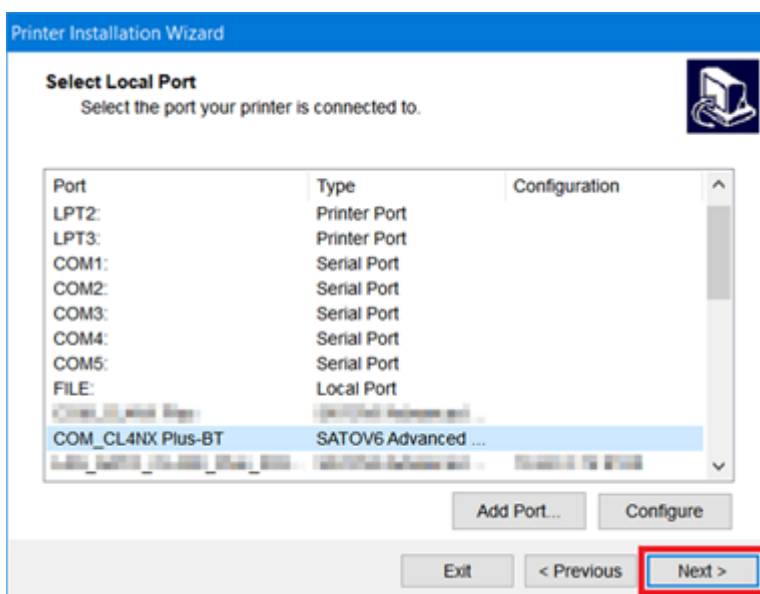 Printer Installation Wizard
Select Local Port
Select the port your printer is connected to.
Port Type Configuration
LPT2: Printer Port
LPT3: Printer Port
COM1: Serial Port
COM2: Serial Port
COM3: Serial Port
COM4: Serial Port
COM5: Serial Port
FILE: Local Port
COM_CL4NX Plus-BT SATOV6 Advanced ...
Add Port... Configure
Exit < Previous Next >